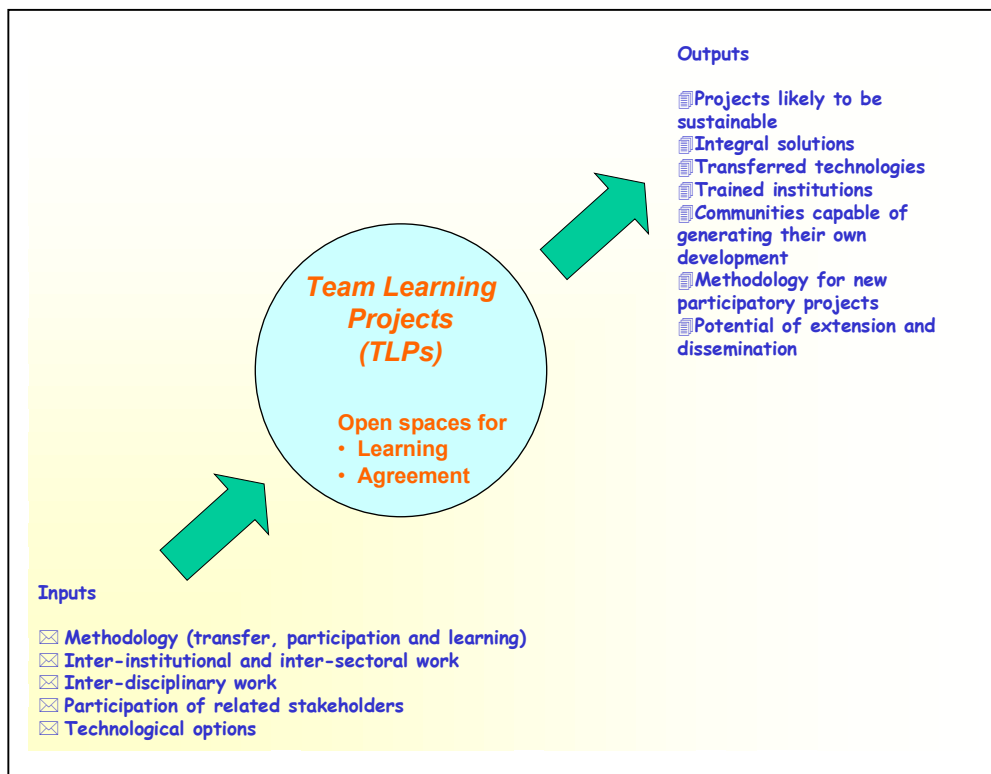 Outputs
Projects likely to be
sustainable
Integral solutions
Transferred technologies
Trained institutions
Communities capable of
generating their own
development
Methodology for new
participatory projects
Potential of extension and
dissemination
Team Learning
Projects
(TLPs)
Open spaces for
• Learning
• Agreement
Inputs
Methodology (transfer, participation and learning)
Inter-institutional and inter-sectoral work
Inter-disciplinary work
Participation of related stakeholders
Technological options